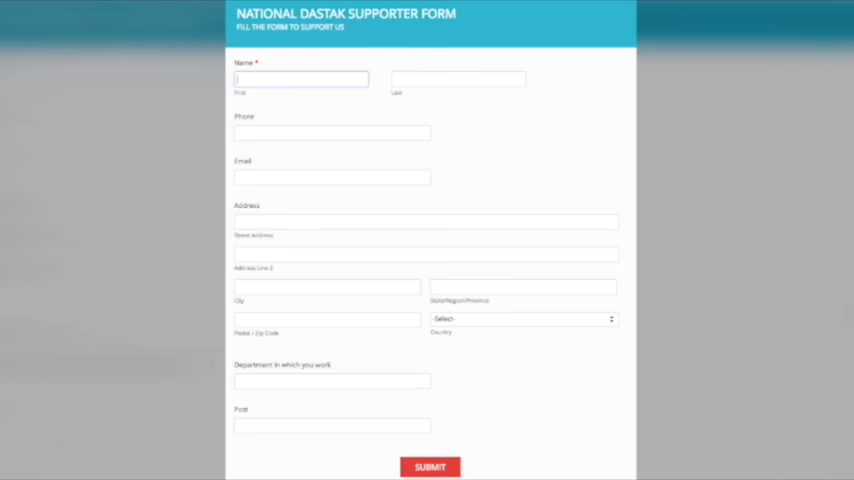 NATIONAL DASTAK SUPPORTER FORM
FILL THE FORM TO SUPPORT US
Name *
First
Last
Phone
Email
Address
Street Address
Address Line 2
City
State/Region/Province
-Select-
Postal / Zip Code
Country
Department in which you work
Post
SUBMIT